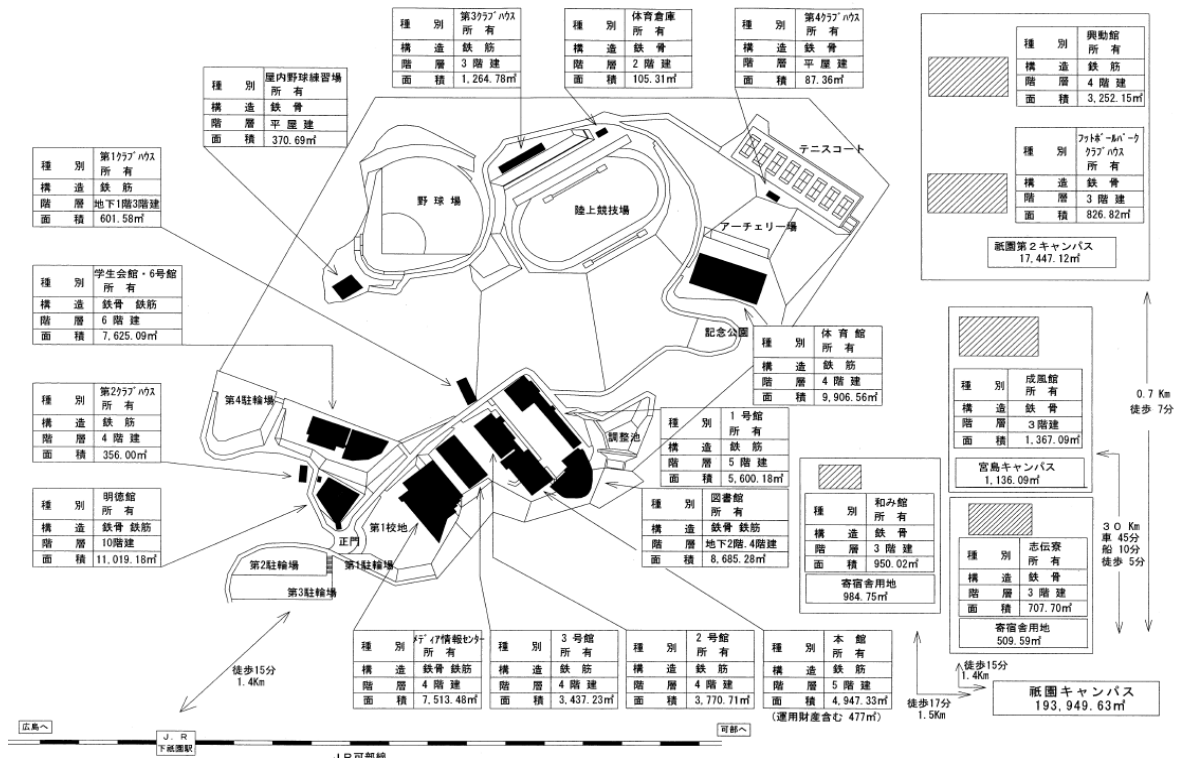 種 別 第3クラブハウス
所 有
構 造 鉄 筋
階 層 3 階 建
面 積 1,264.78㎡
種 別 体育倉庫
所 有
構 造 鉄 骨
階 層 2 階 建
面 積 105.31㎡
種 別 第4クラブハウス
所 有
構 造 鉄 骨
階 層 平 屋 建
面 積 87.36㎡
種 別 興動館
所 有
構 造 鉄 筋
階 層 4 階 建
面 積 3,252.15㎡
種 別 屋内野球練習場
所 有
構 造 鉄 骨
階 層 平 屋 建
面 積 370.69㎡
種 別 フットボールパーク
クラブハウス
所 有
構 造 鉄 骨
階 層 3 階 建
面 積 826.82㎡
祇園第2キャンパス
17,447.12㎡
種 別 第1クラブハウス
所 有
構 造 鉄 筋
階 層 地下1階3階建
面 積 601.58㎡
テニスコート
野 球 場
陸上競技場
アーチェリー場
種 別 学生会館・6号館
所 有
構 造 鉄骨 鉄筋
階 層 6 階 建
面 積 7,625.09㎡
記念公園
種 別 体 育 館
所 有
構 造 鉄 筋
階 層 4 階 建
面 積 9,906.56㎡
種 別 成風館
所 有
構 造 鉄 骨
階 層 3階建
面 積 1,367.09㎡
宮島キャンパス
1,136.09㎡
0.7 Km
徒歩 7分
種 別 第2クラブハウス
所 有
構 造 鉄 筋
階 層 4 階 建
面 積 356.00㎡
第4駐輪場
調整池
種 別 1 号館
所 有
構 造 鉄 筋
階 層 5 階 建
面 積 5,600.18㎡
種 別 明徳館
所 有
構 造 鉄骨 鉄筋
階 層 10階建
面 積 11,019.18㎡
種 別 図書館
所 有
構 造 鉄骨 鉄筋
階 層 地下2階.4階建
面 積 8,685.28㎡
種 別 和み館
所 有
構 造 鉄 骨
階 層 3 階 建
面 積 950.02㎡
寄宿舎用地
984.75㎡
種 別 志伝寮
所 有
構 造 鉄 骨
階 層 3 階 建
面 積 707.70㎡
寄宿舎用地
509.59㎡
30 Km
車 45分
船 10分
徒歩 5分
第1校地
正門
第1駐輪場
第2駐輪場
第3駐輪場
種 別 メディア情報センター
所 有
構 造 鉄骨 鉄筋
階 層 4 階 建
面 積 7,513.48㎡
種 別 3 号館
所 有
構 造 鉄 筋
階 層 4 階 建
面 積 3,437.23㎡
種 別 2 号館
所 有
構 造 鉄 筋
階 層 4 階 建
面 積 3,770.71㎡
種 別 本 館
所 有
構 造 鉄 筋
階 層 5 階 建
面 積 4,947.33㎡
(運用財産含む 477㎡)
徒歩15分
1.4Km
徒歩15分
1.4Km
徒歩17分
1.5Km
祇園キャンパス
193,949.63㎡
広島へ
J.R
下祇園駅
可部へ
JR可部線